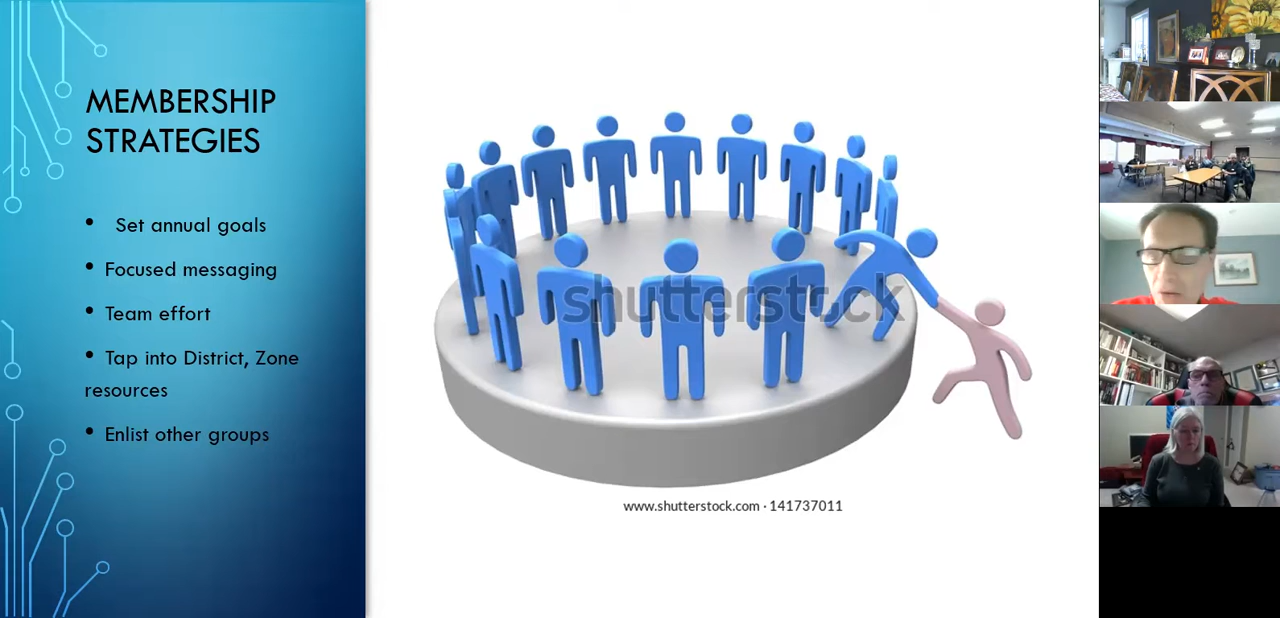 MEMBERSHIP
STRATEGIES
• Set annual goals
• Focused messaging
• Team effort
• Tap into District, Zone
resources
• Enlist other groups
shutterstock
www.shutterstock.com · 141737011